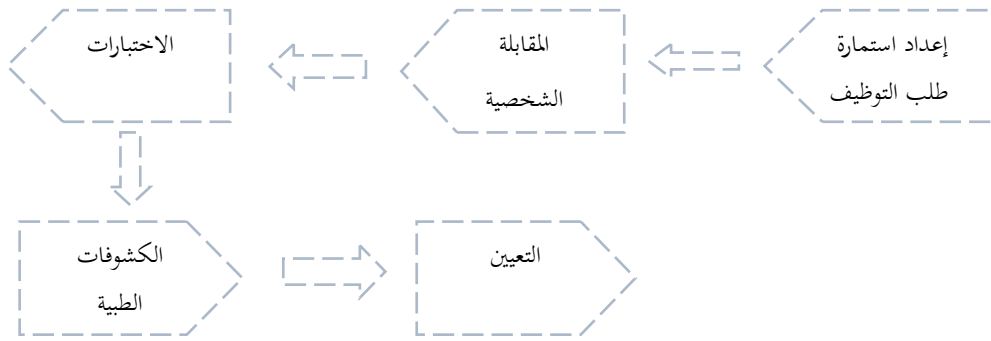 إعداد استمارة
طلب التوظيف
المقابلة
الشخصية
الاختبارات
الكشوفات
الطبية
التعيين